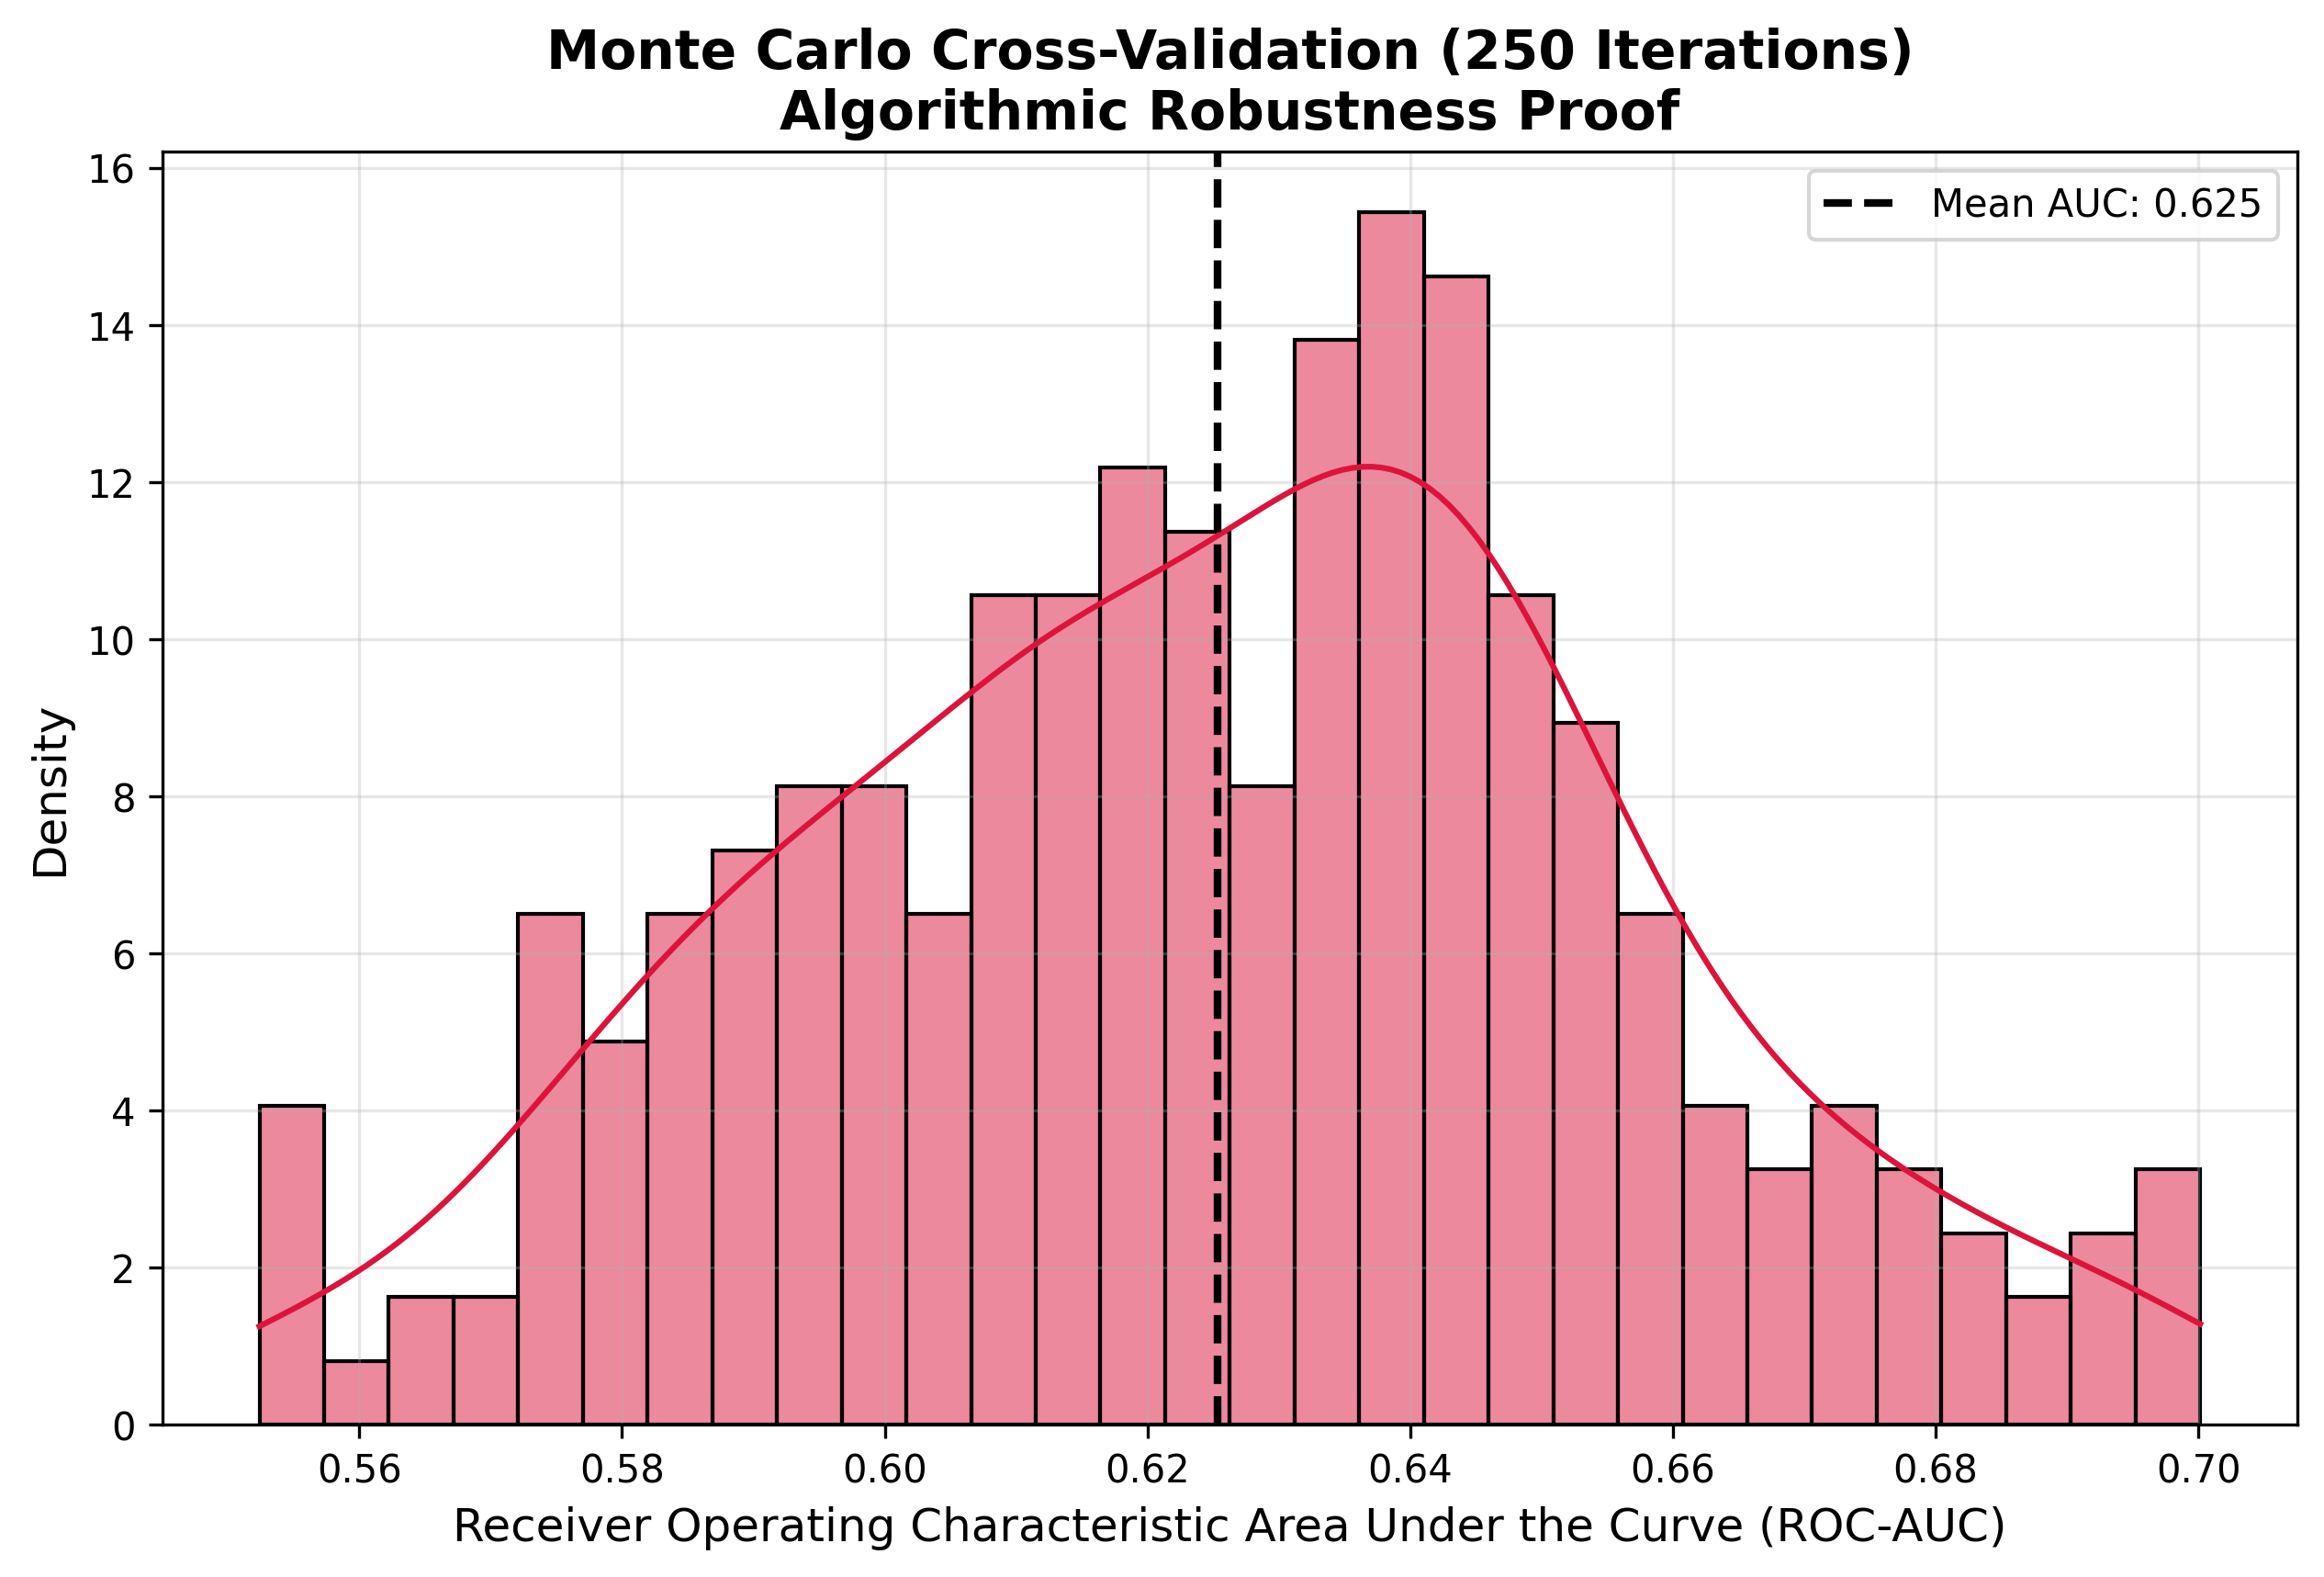 Monte Carlo Cross-Validation (250 Iterations)
Algorithmic Robustness Proof
Mean AUC: 0.625
Density
16
14
12
10
8
6
4
2
0
0.56 0.58 0.60 0.62 0.64 0.66 0.68 0.70
Receiver Operating Characteristic Area Under the Curve (ROC-AUC)